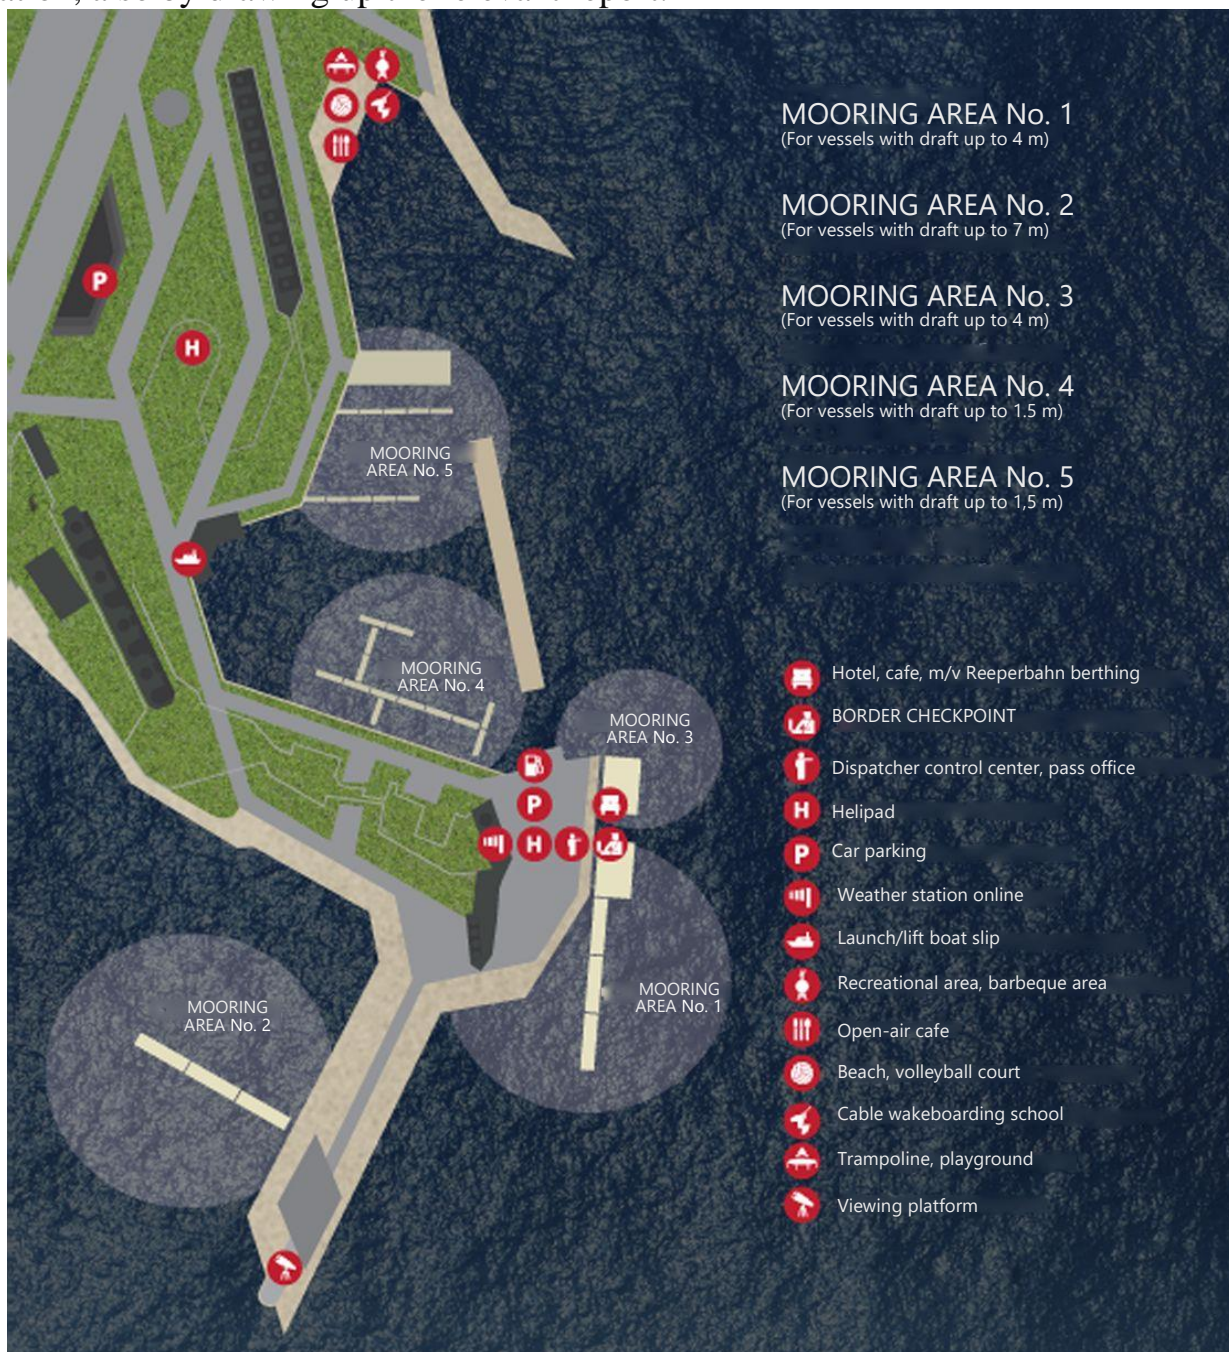 MOORING AREA No. 1
(For vessels with draft up to 4 m)
MOORING AREA No. 2
(For vessels with draft up to 7 m)
MOORING AREA No. 3
(For vessels with draft up to 4 m)
MOORING AREA No. 4
(For vessels with draft up to 1.5 m)
MOORING AREA No. 5
(For vessels with draft up to 1,5 m)
P
H
MOORING
AREA No. 5
MOORING
AREA No. 4
MOORING
AREA No. 3
P
H
MOORING
AREA No. 1
MOORING
AREA No. 2
Hotel, cafe, m/v Reeperbahn berthing
BORDER CHECKPOINT
Dispatcher control center, pass office
H Helipad
P Car parking
Weather station online
Launch/lift boat slip
Recreational area, barbeque area
Open-air cafe
Beach, volleyball court
Cable wakeboarding school
Trampoline, playground
Viewing platform